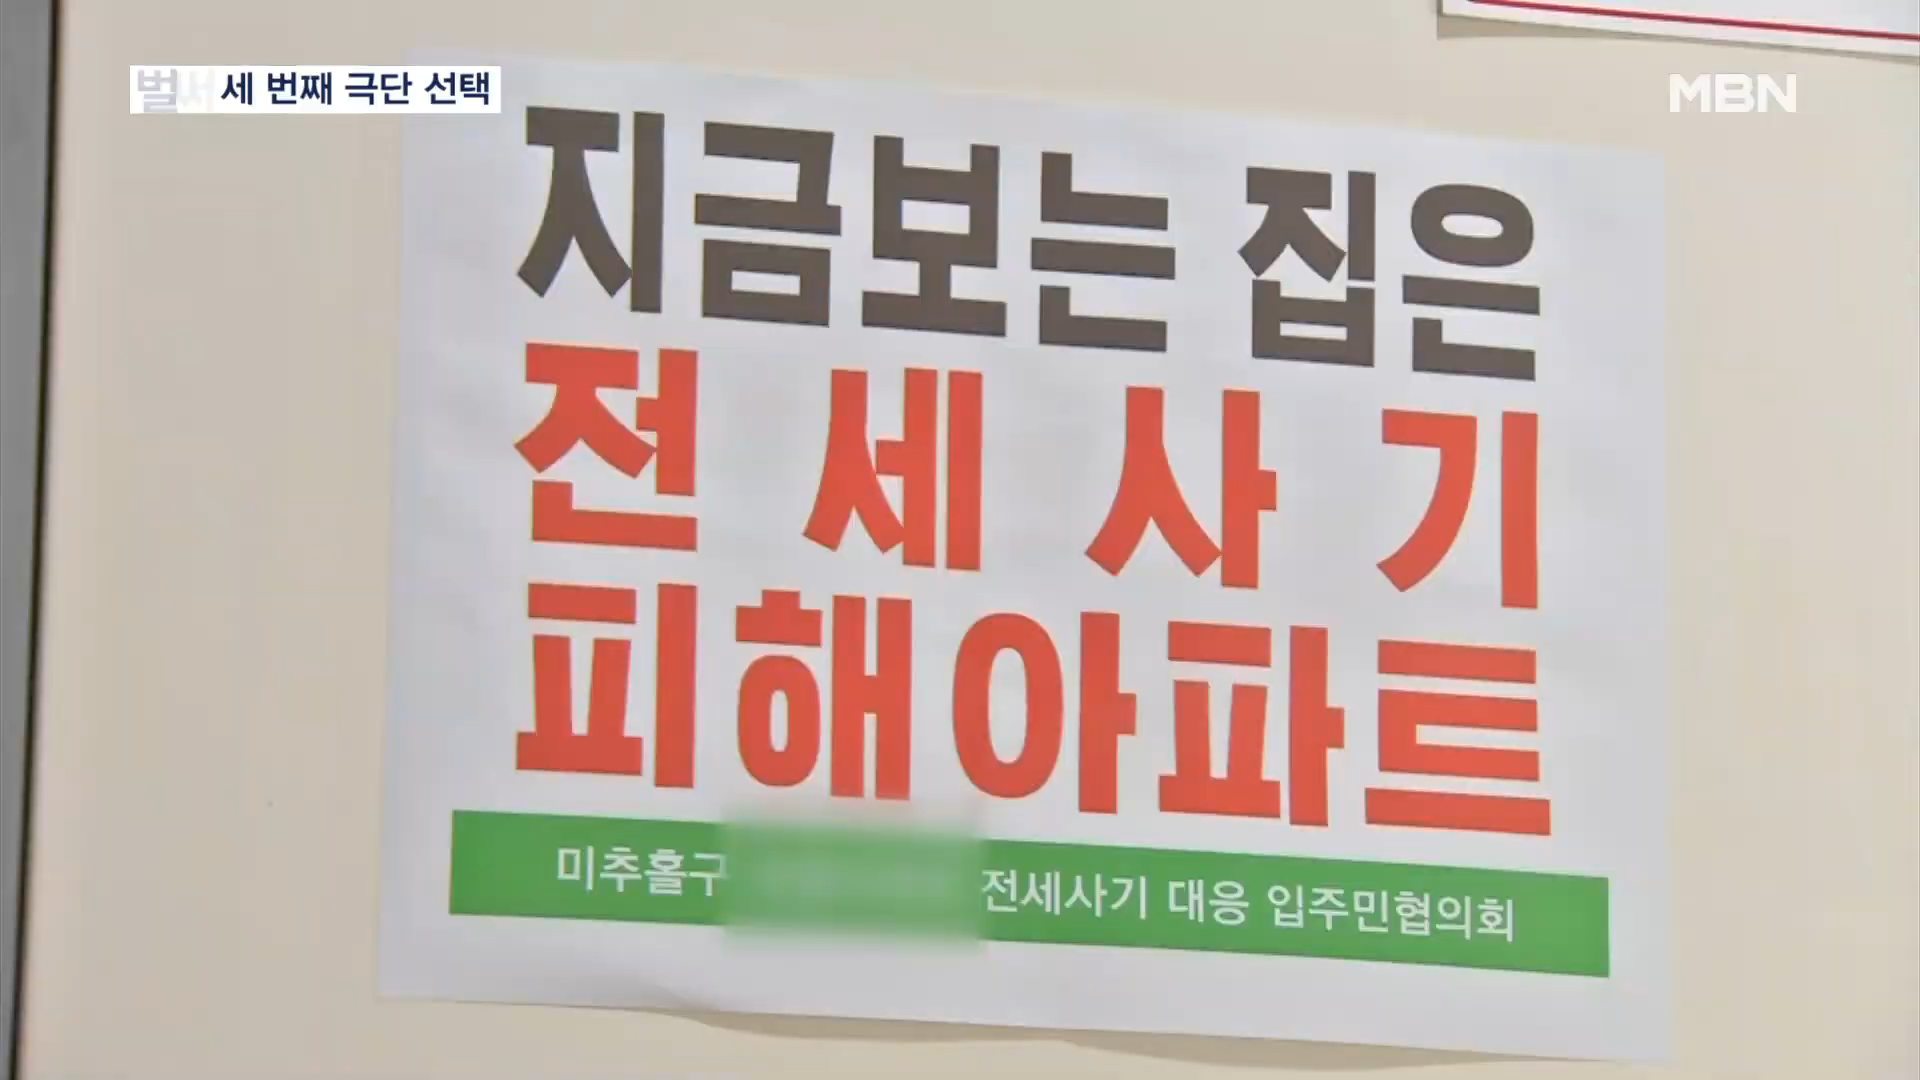 벌써 세 번째 극단 선택
MBN
지금보는 집은
전세사기
피해아파트
미추홀구 전세사기 대응 입주민협의회